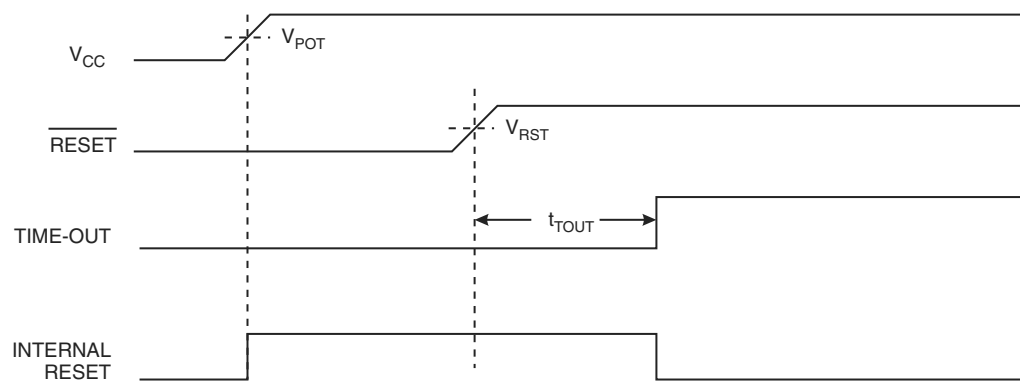 V_CC
V_POT
RESET
V_RST
TIME-OUT
t_TOUT
INTERNAL
RESET